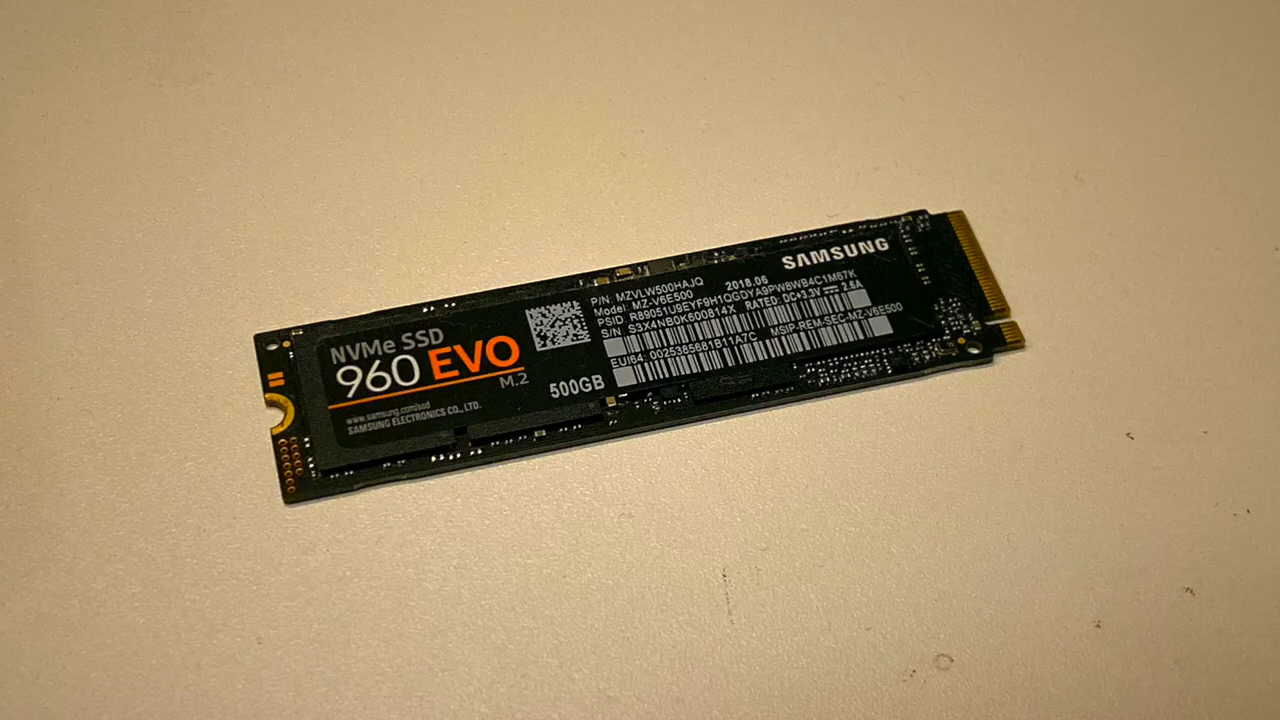 NVMe SSD
960 EVO
M.2
www.samsung.com/ssd
SAMSUNG ELECTRONICS CO., LTD.
500GB
SAMSUNG
P/N: MZVLW500HAJQ 2018.06
Model: MZ-V6E500
PSID: R89051U9EYF9H1QGDYA9PW6WB4C1M67K
S/N: S3X4NB0K600814X RATED: DC+3.3V ⎓ 2.6A
EUI64: 0025385681B11A7C MSIP-REM-SEC-MZ-V6E500